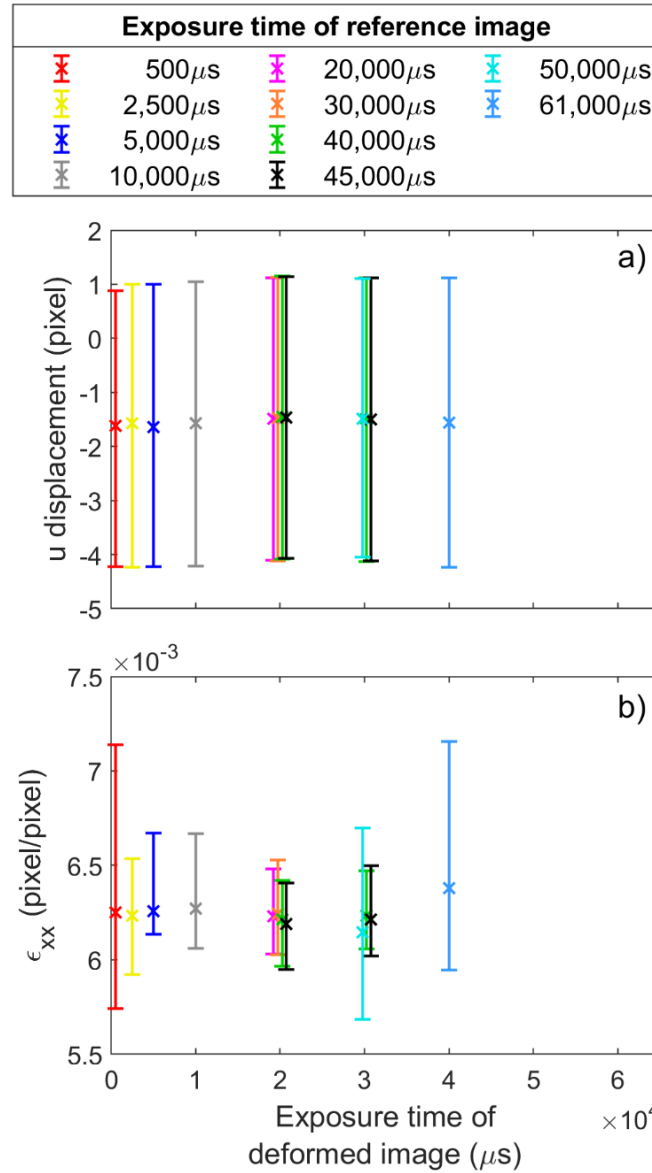 Exposure time of reference image
500μs 20,000μs 50,000μs
2,500μs 30,000μs 61,000μs
5,000μs 40,000μs
10,000μs 45,000μs
a)
2
1
0
-1
-2
-4
-5
u displacement (pixel)
×10⁻³
b)
7.5
7
6.5
6
5.5
ϵxx (pixel/pixel)
0 1 2 3 4 5 6
×10⁴
Exposure time of
deformed image (μs)